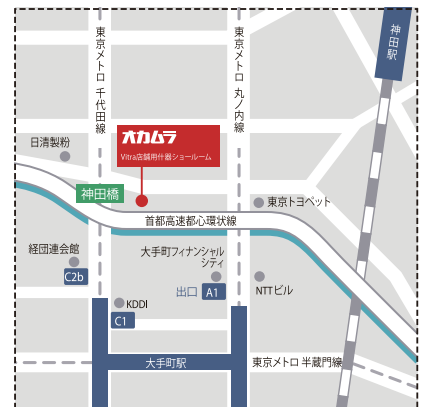 東京メトロ 千代田線
東京メトロ 丸ノ内線
神田駅
日清製粉
オカムラ
Vitra店舗用什器ショールーム
神田橋
東京トヨペット
首都高速都心環状線
経団連会館
C2b
大手町フィナンシャル
シティ
出口 A1
NTTビル
KDDI
C1
大手町駅
東京メトロ 半蔵門線